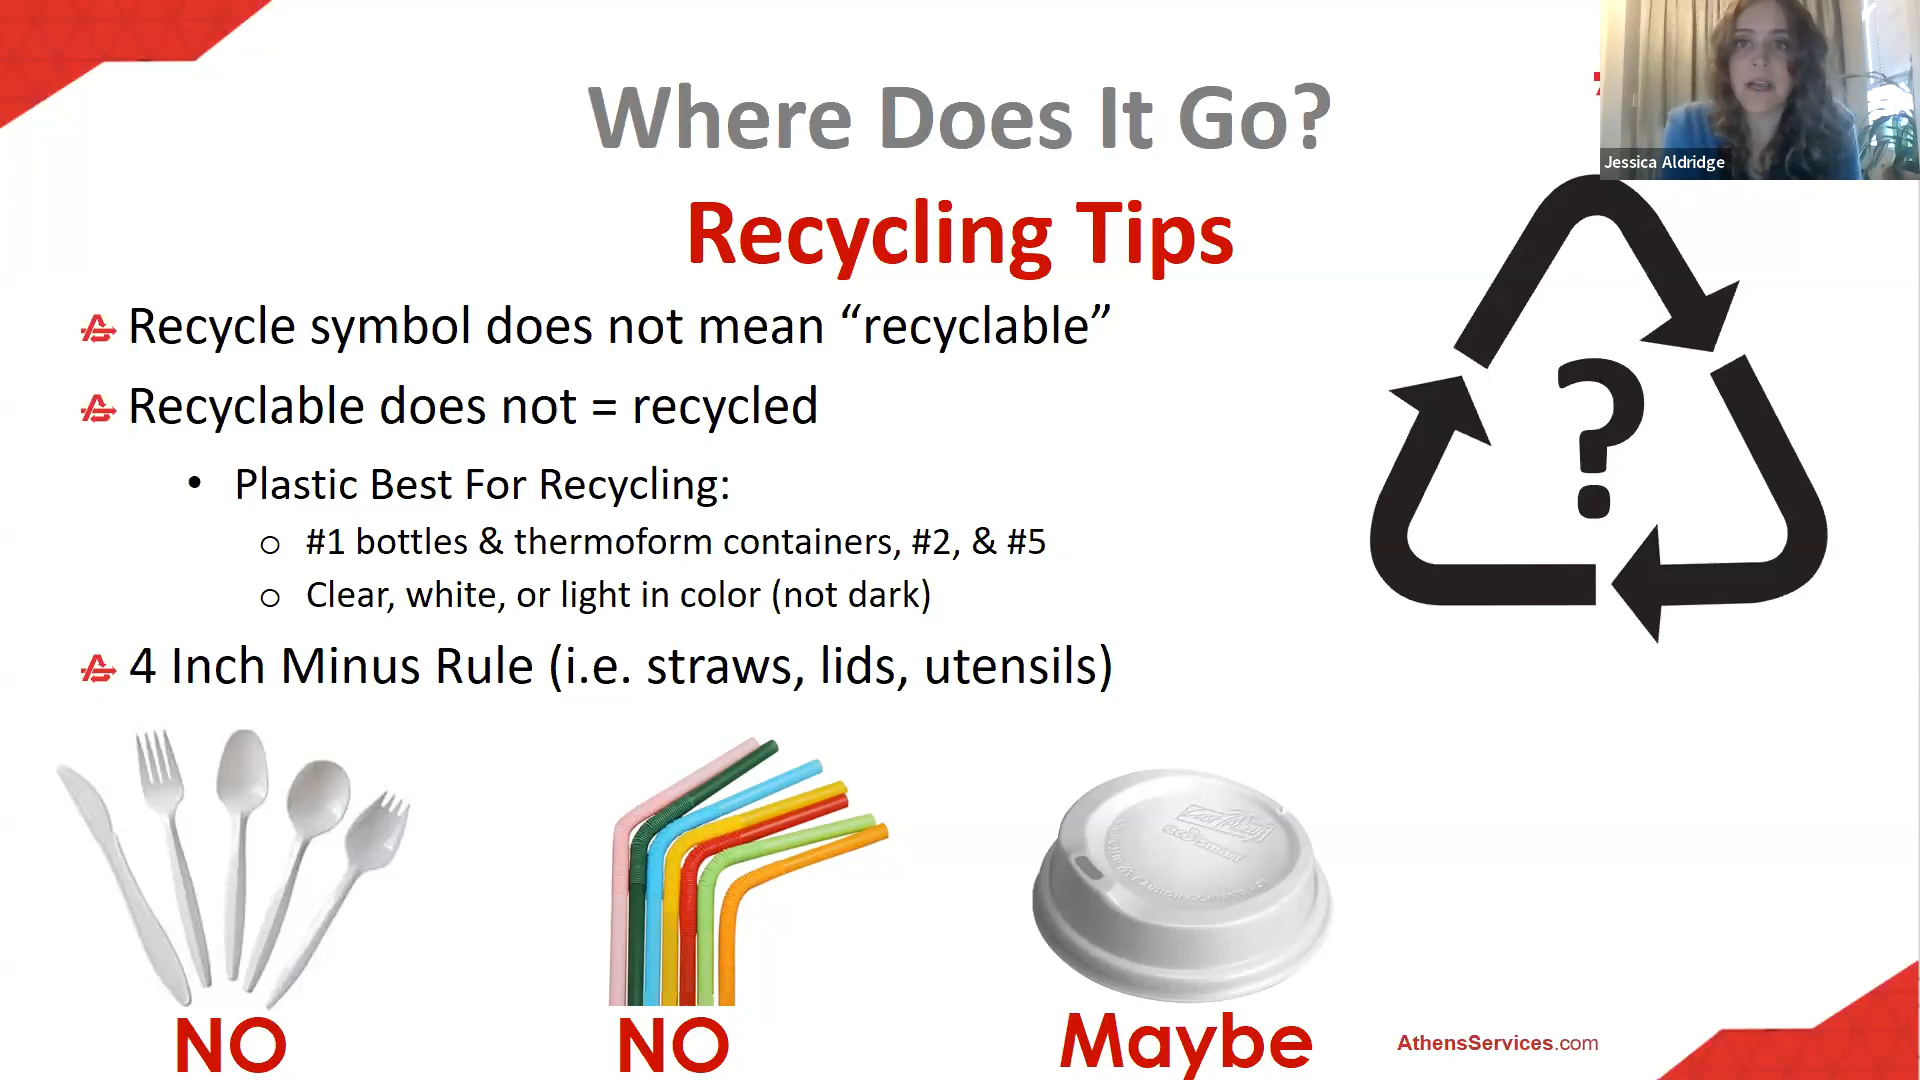 Where Does It Go?
Jessica Aldridge
Recycling Tips
Recycle symbol does not mean “recyclable”
Recyclable does not = recycled
• Plastic Best For Recycling:
o #1 bottles & thermoform containers, #2, & #5
o Clear, white, or light in color (not dark)
?
4 Inch Minus Rule (i.e. straws, lids, utensils)
NO
NO
Maybe
AthensServices.com